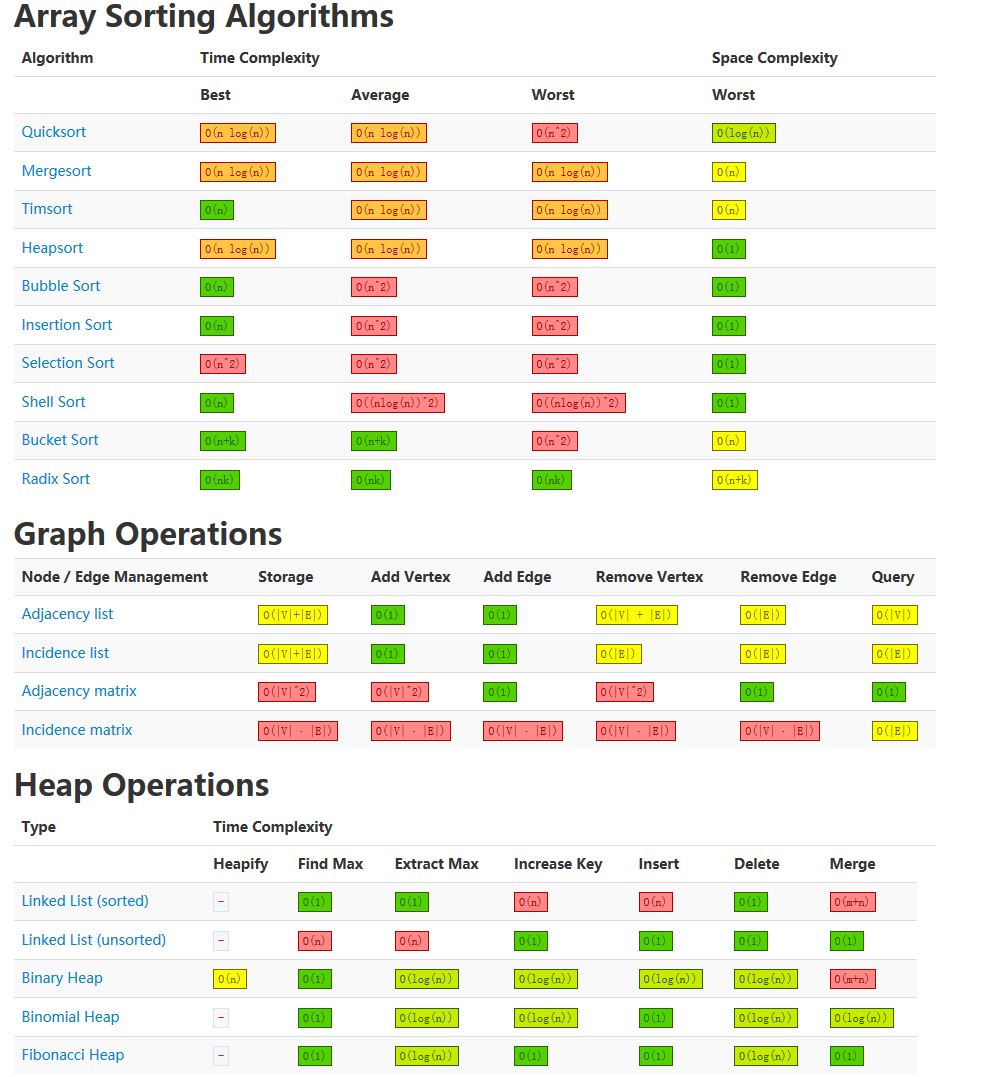 Array Sorting Algorithms
Algorithm Time Complexity Space Complexity
Best Average Worst Worst
Quicksort O(n log(n)) O(n log(n)) O(n^2) O(log(n))
Mergesort O(n log(n)) O(n log(n)) O(n log(n)) O(n)
Timsort O(n) O(n log(n)) O(n log(n)) O(n)
Heapsort O(n log(n)) O(n log(n)) O(n log(n)) O(1)
Bubble Sort O(n) O(n^2) O(n^2) O(1)
Insertion Sort O(n) O(n^2) O(n^2) O(1)
Selection Sort O(n^2) O(n^2) O(n^2) O(1)
Shell Sort O(n) O((nlog(n))^2) O((nlog(n))^2) O(1)
Bucket Sort O(n+k) O(n+k) O(n^2) O(n)
Radix Sort O(nk) O(nk) O(nk) O(n+k)
Graph Operations
Node / Edge Management Storage Add Vertex Add Edge Remove Vertex Remove Edge Query
Adjacency list O(|V|+|E|) O(1) O(1) O(|V| + |E|) O(|E|) O(|V|)
Incidence list O(|V|+|E|) O(1) O(1) O(|E|) O(|E|) O(|E|)
Adjacency matrix O(|V|^2) O(|V|^2) O(1) O(|V|^2) O(1) O(1)
Incidence matrix O(|V| · |E|) O(|V| · |E|) O(|V| · |E|) O(|V| · |E|) O(|V| · |E|) O(|E|)
Heap Operations
Type Time Complexity
Heapify Find Max Extract Max Increase Key Insert Delete Merge
Linked List (sorted) - O(1) O(1) O(n) O(n) O(1) O(m+n)
Linked List (unsorted) - O(n) O(n) O(1) O(1) O(1) O(1)
Binary Heap O(n) O(1) O(log(n)) O(log(n)) O(log(n)) O(log(n)) O(m+n)
Binomial Heap - O(1) O(log(n)) O(log(n)) O(1) O(log(n)) O(log(n))
Fibonacci Heap - O(1) O(log(n)) O(1) O(1) O(log(n)) O(1)